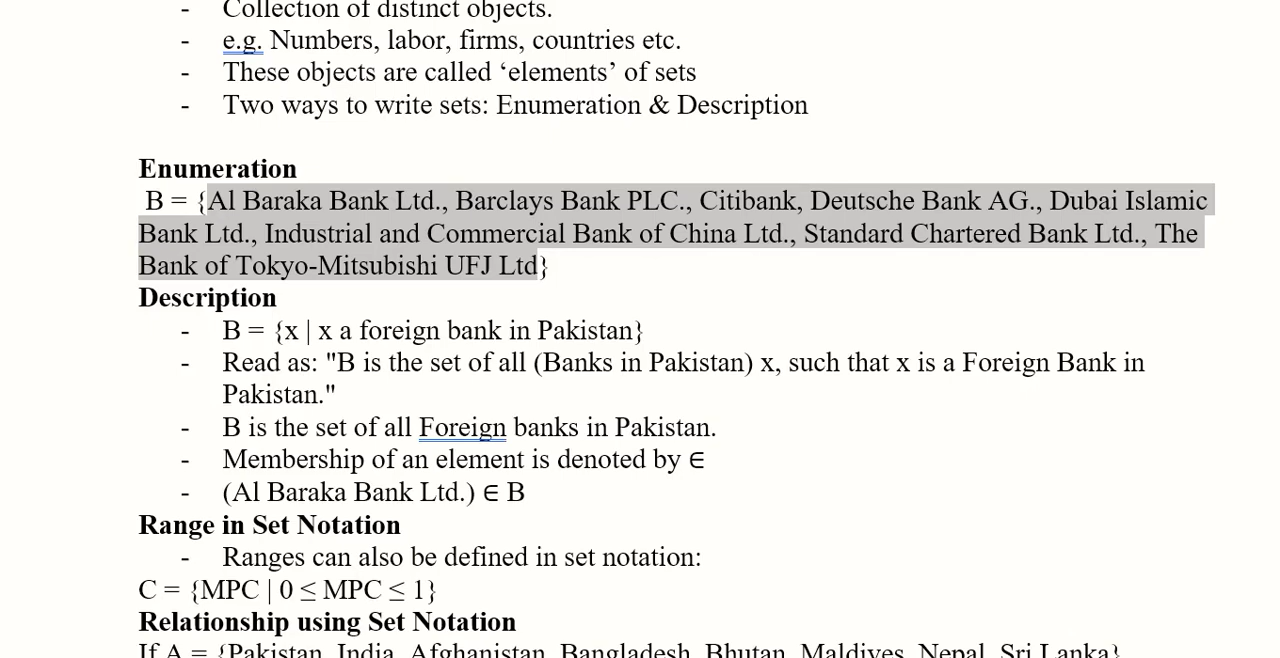 - Collection of distinct objects.
- e.g. Numbers, labor, firms, countries etc.
- These objects are called ‘elements’ of sets
- Two ways to write sets: Enumeration & Description
Enumeration
B = {Al Baraka Bank Ltd., Barclays Bank PLC., Citibank, Deutsche Bank AG., Dubai Islamic
Bank Ltd., Industrial and Commercial Bank of China Ltd., Standard Chartered Bank Ltd., The
Bank of Tokyo-Mitsubishi UFJ Ltd}
Description
- B = {x | x a foreign bank in Pakistan}
- Read as: "B is the set of all (Banks in Pakistan) x, such that x is a Foreign Bank in
Pakistan."
- B is the set of all Foreign banks in Pakistan.
- Membership of an element is denoted by ∈
- (Al Baraka Bank Ltd.) ∈ B
Range in Set Notation
- Ranges can also be defined in set notation:
C = {MPC | 0 ≤ MPC ≤ 1}
Relationship using Set Notation
If A = {Pakistan, India, Afghanistan, Bangladesh, Bhutan, Maldives, Nepal, Sri Lanka}